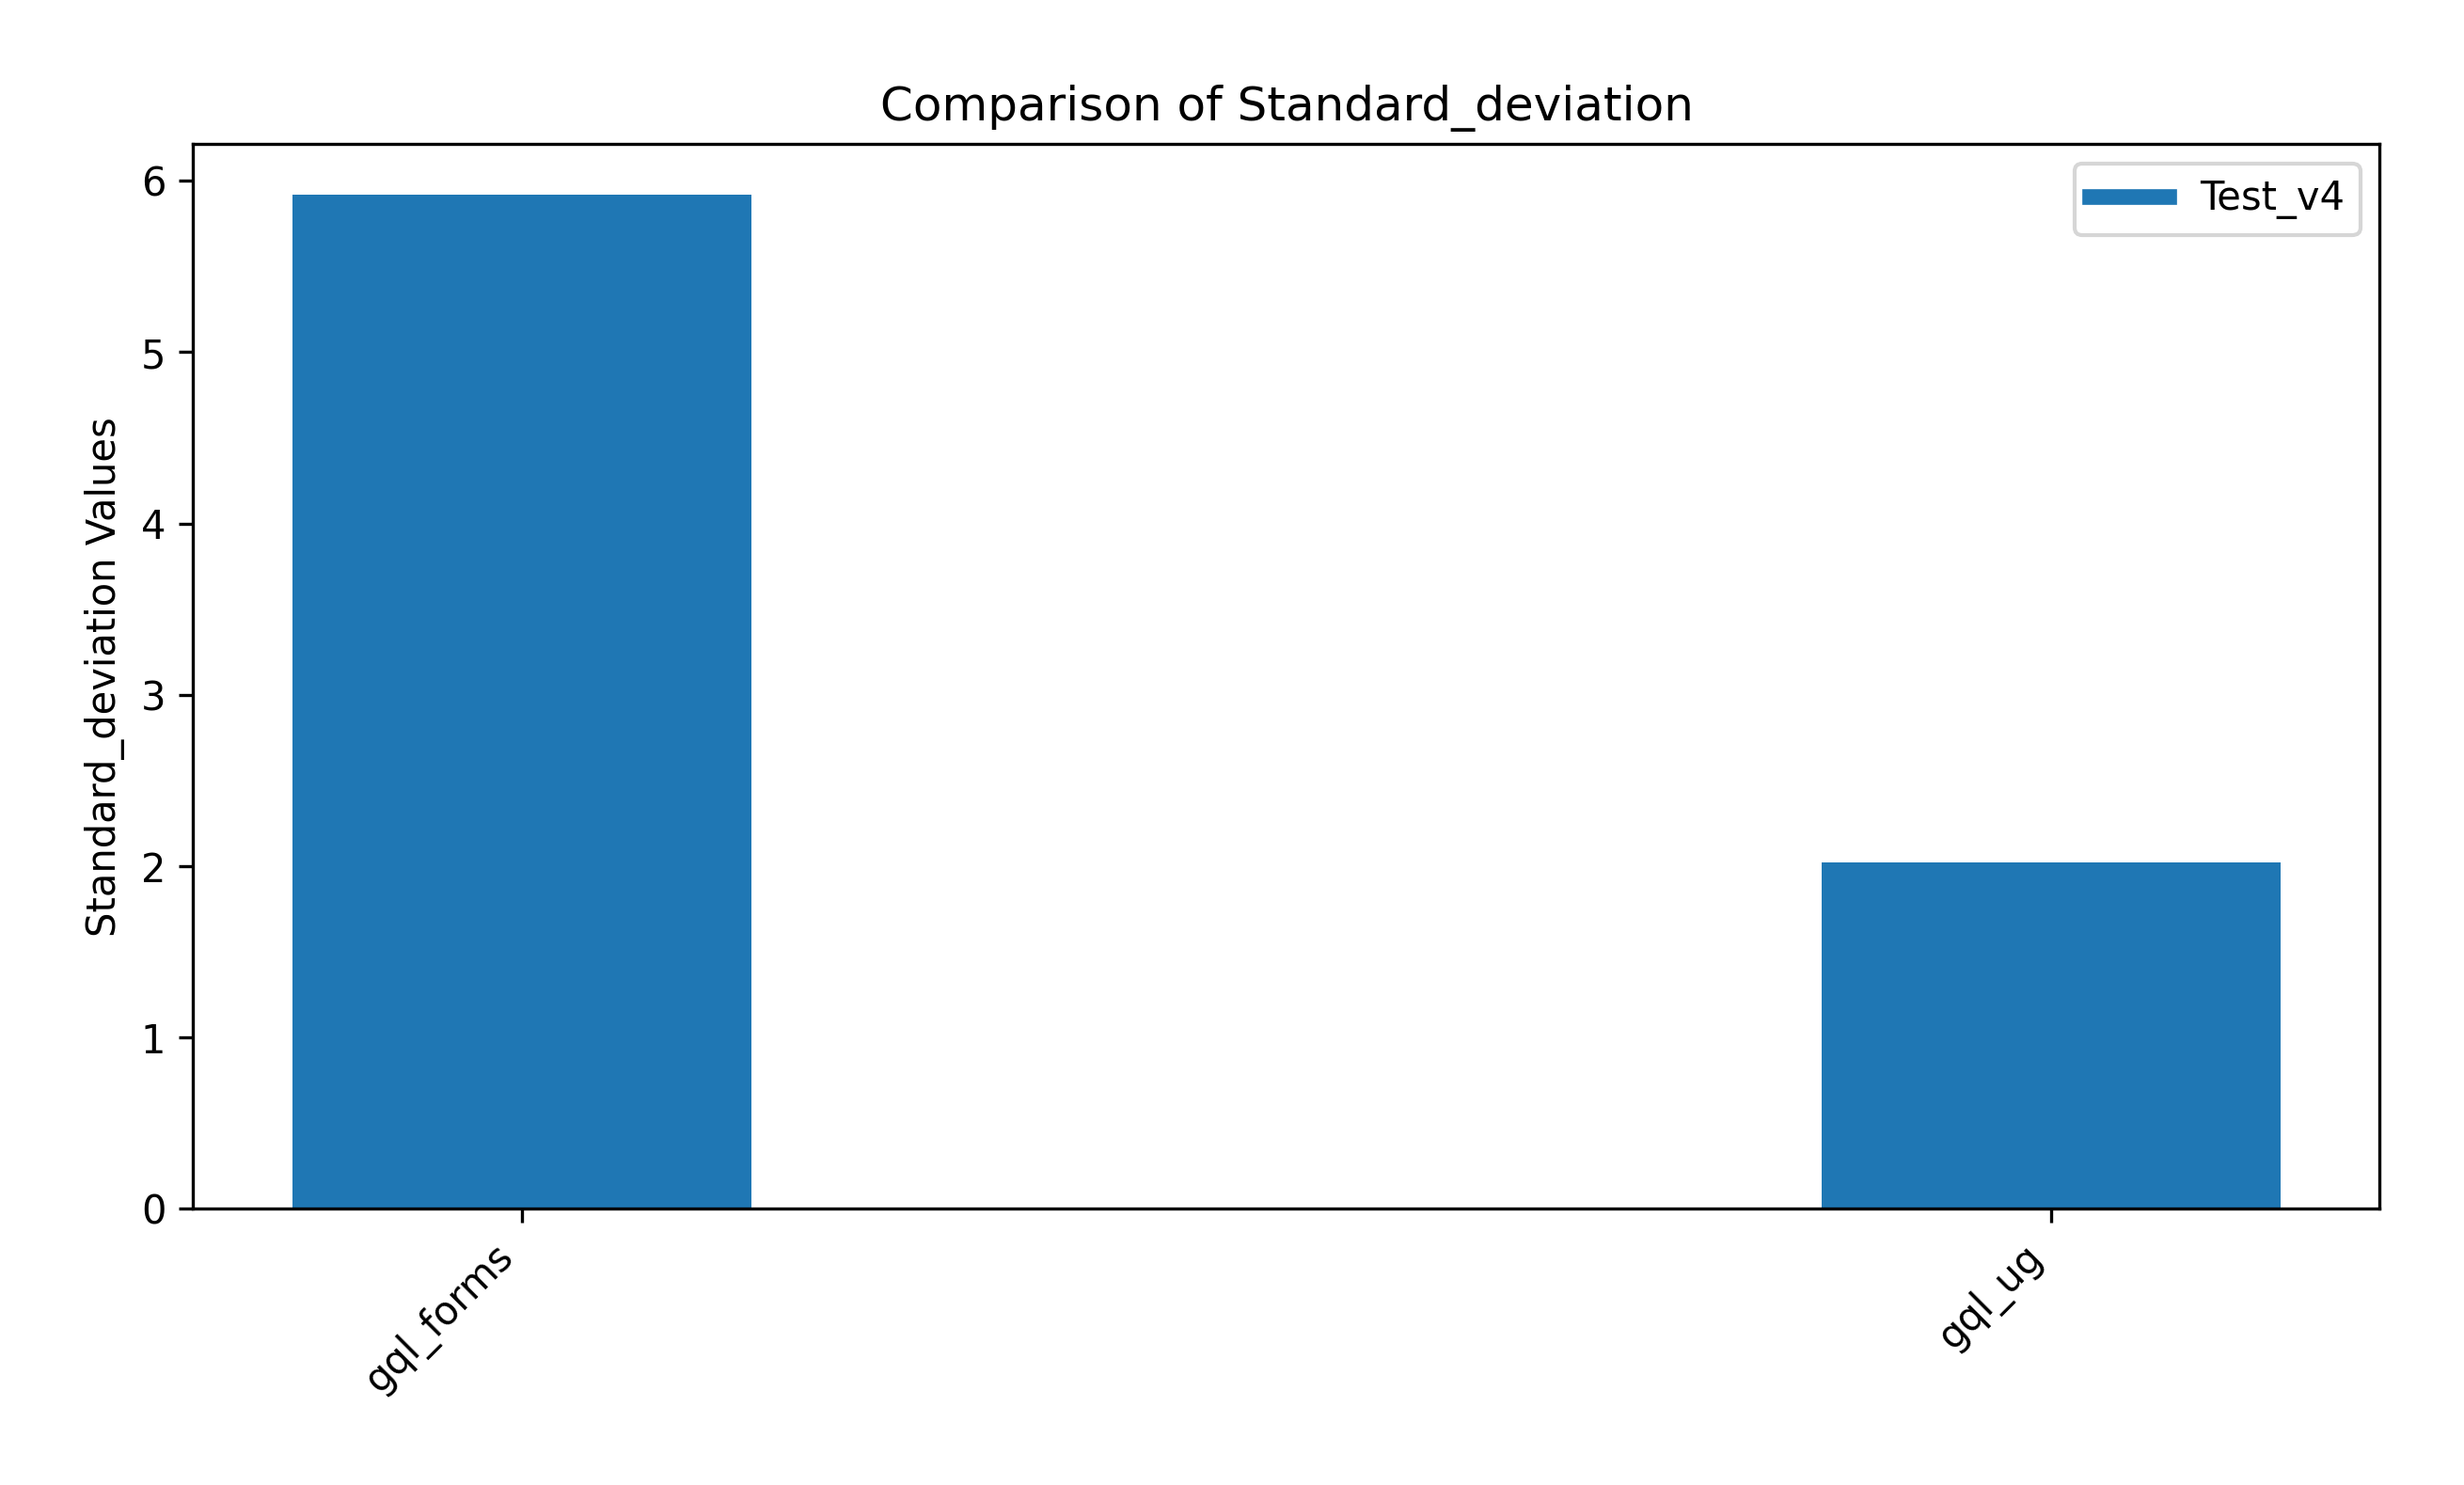 Comparison of Standard_deviation
Test_v4
Standard_deviation Values
6
5
4
3
2
1
0
gql_forms
gql_ug